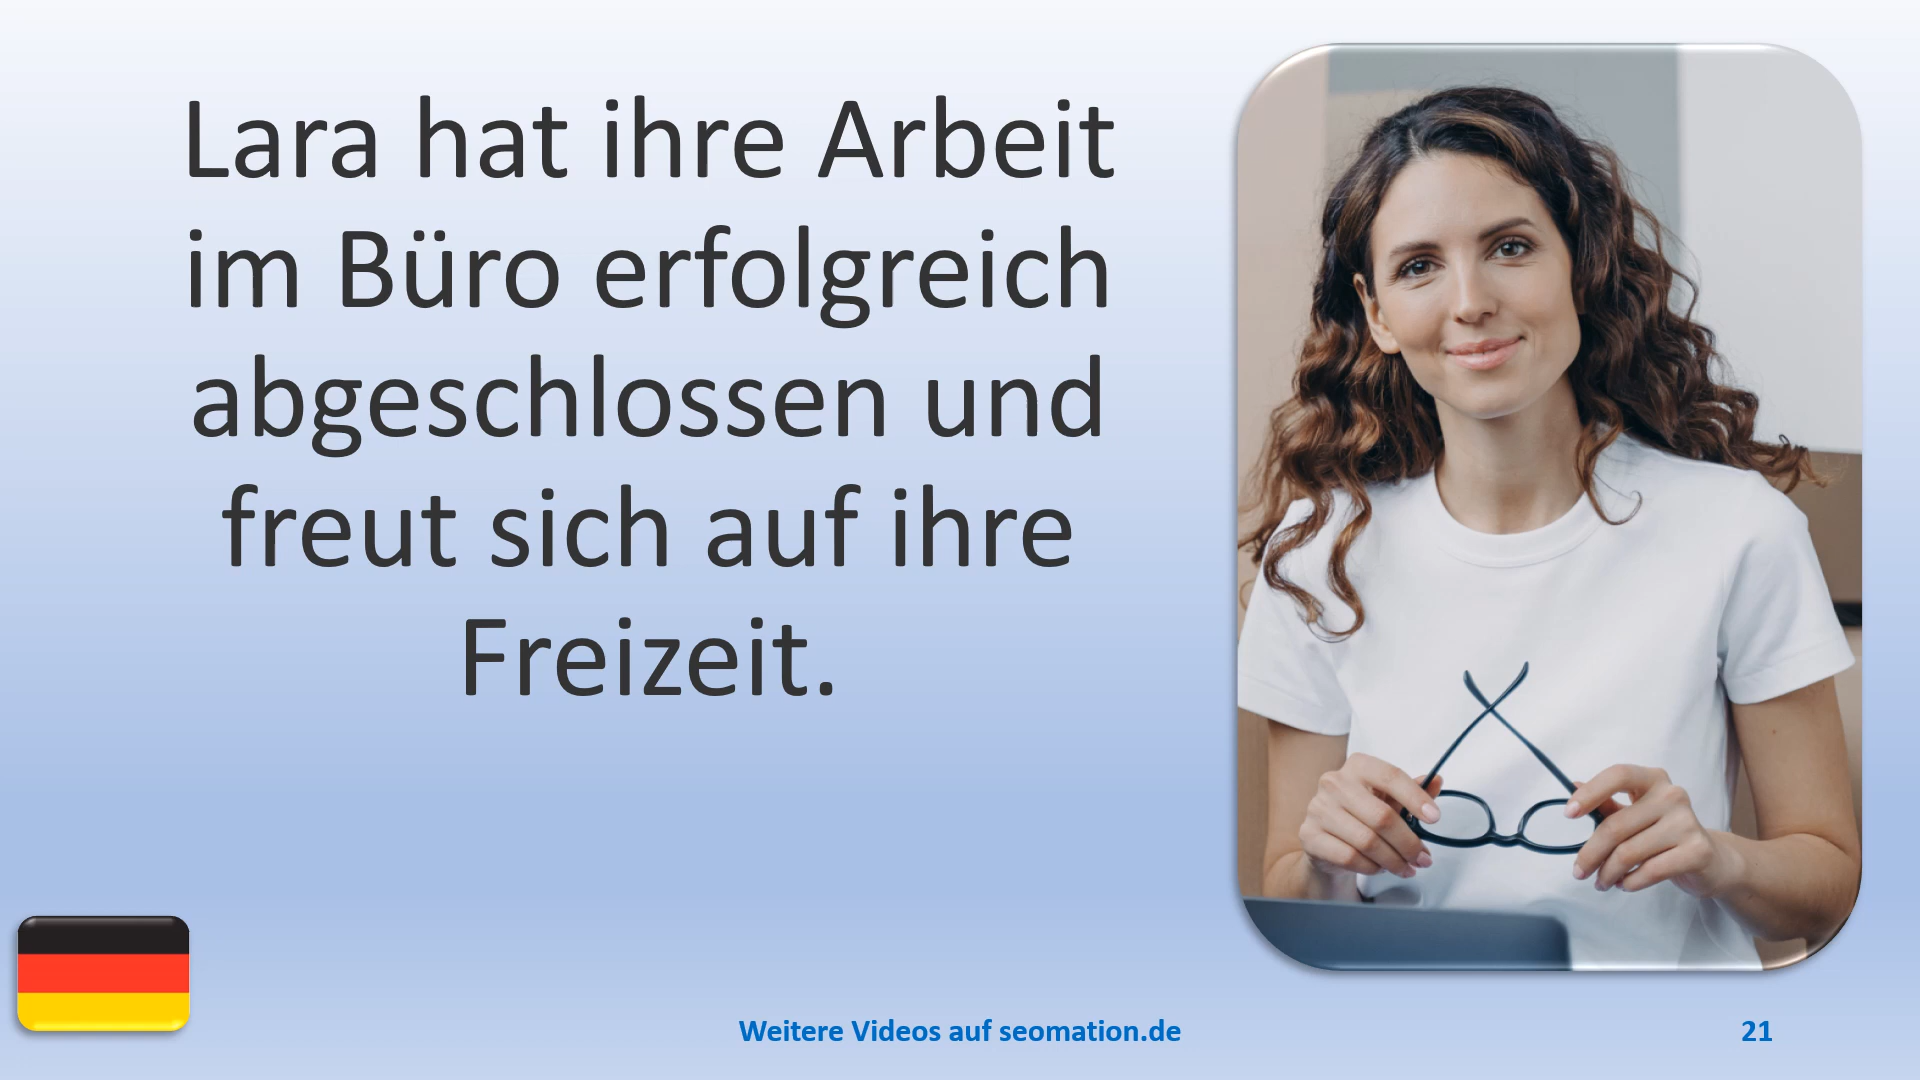 Lara hat ihre Arbeit
im Büro erfolgreich
abgeschlossen und
freut sich auf ihre
Freizeit.
Weitere Videos auf seomation.de
21